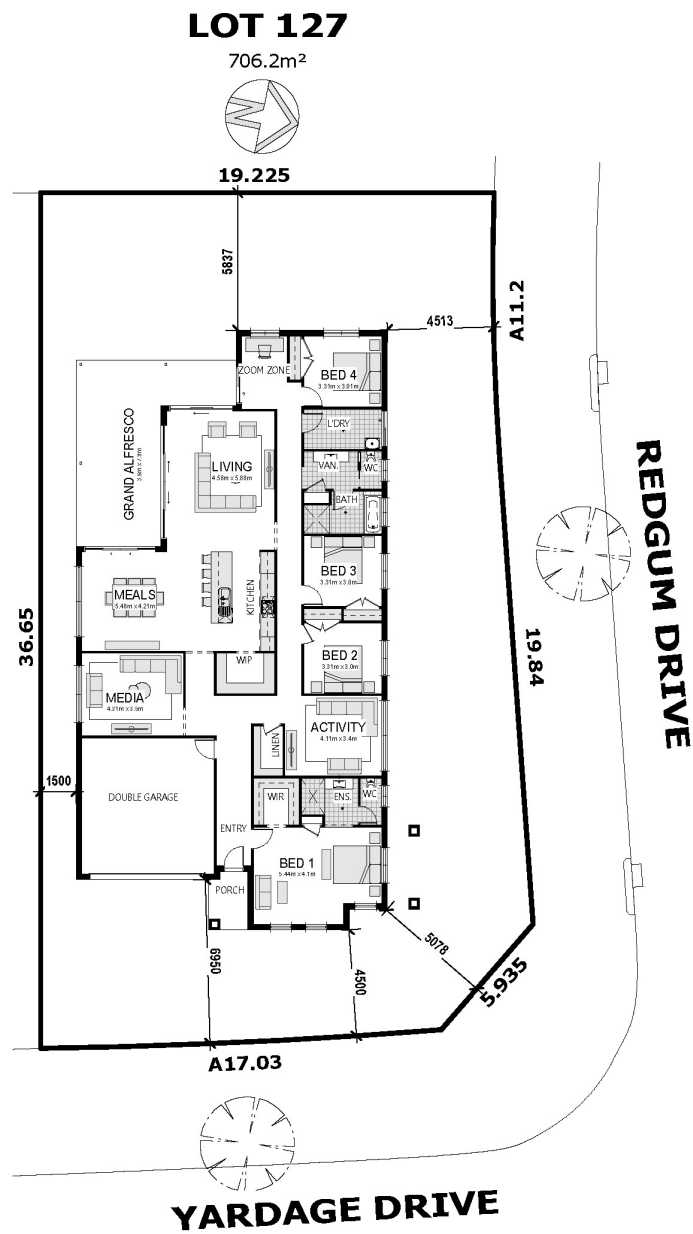 LOT 127
706.2m²
N
19.225
5837
4513
A11.2
ZOOM ZONE
BED 4
3.31m x 3.01m
GRAND ALFRESCO
L'DRY
LIVING
4.58m x 5.88m
VAN.
WC
BATH
REDGUM DRIVE
BED 3
3.31m x 3.0m
MEALS
5.48m x 4.21m
KITCHEN
36.65
19.84
BED 2
3.31m x 3.0m
WIP
MEDIA
4.31m x 3.5m
ACTIVITY
4.11m x 3.4m
LINEN
1500
DOUBLE GARAGE
WIR
ENS.
WC
ENTRY
BED 1
5.44m x 4.1m
PORCH
6950
4500
5078
5.935
A17.03
YARDAGE DRIVE